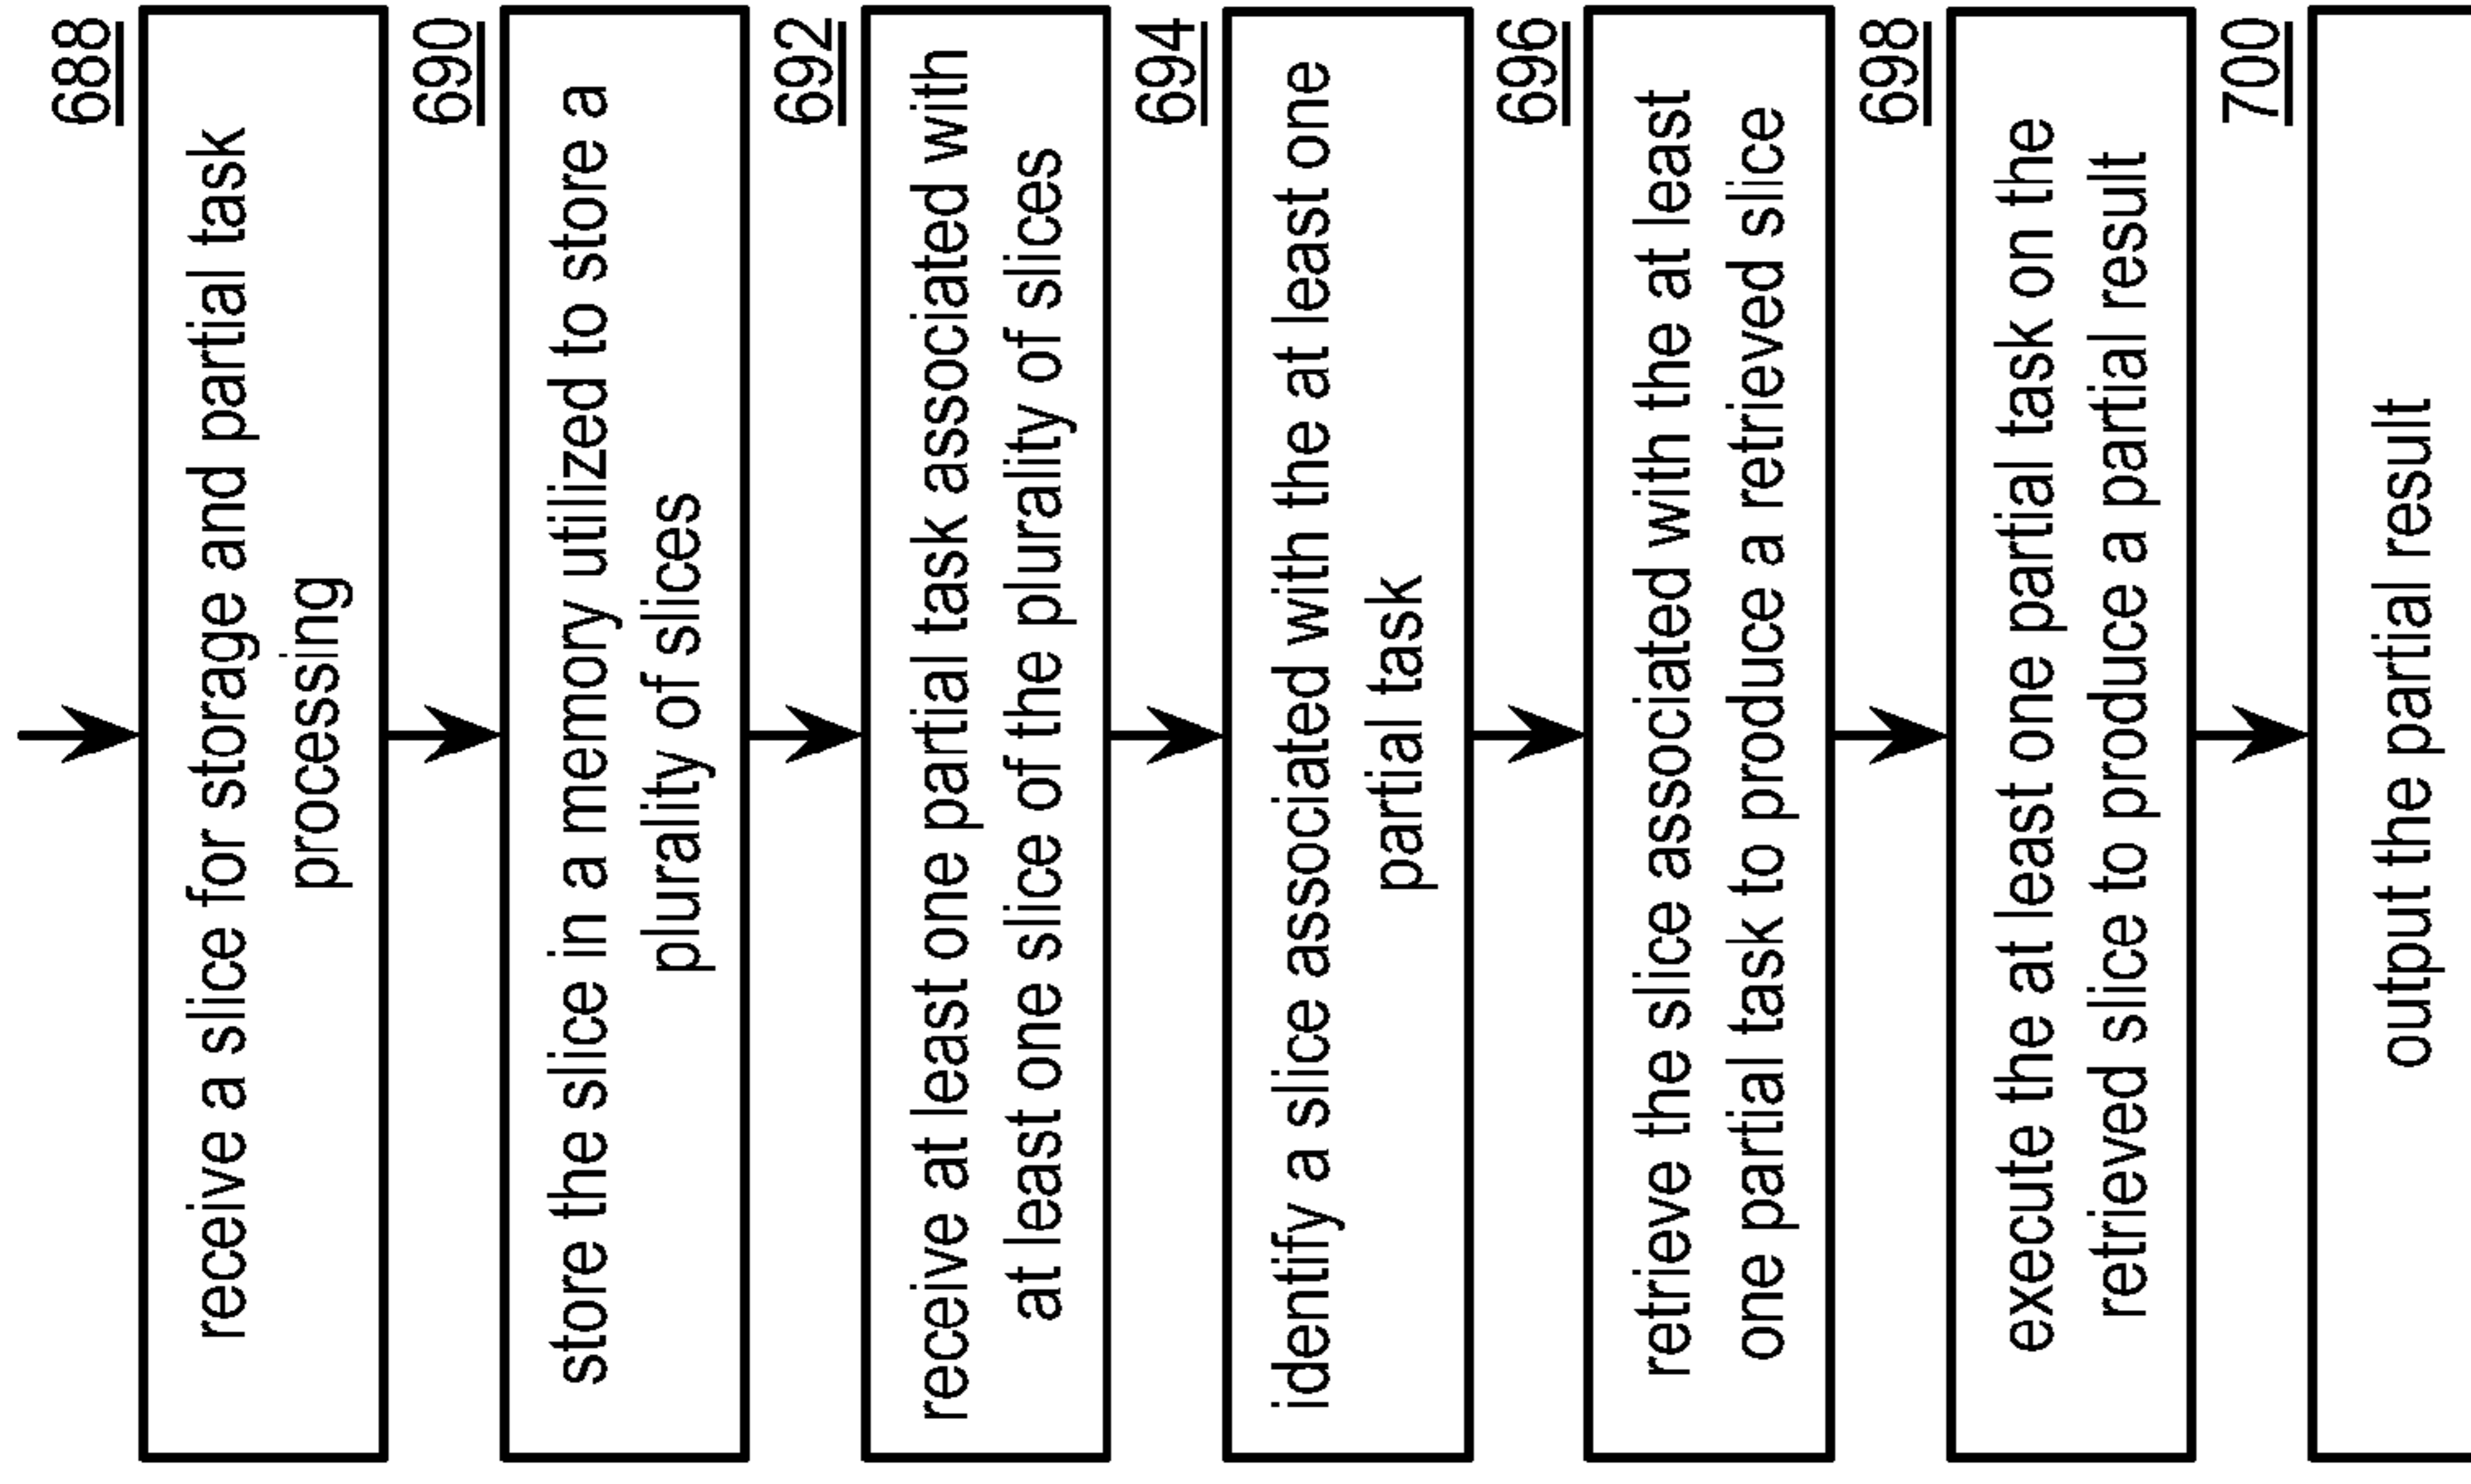 688
receive a slice for storage and partial task
processing
690
store the slice in a memory utilized to store a
plurality of slices
692
receive at least one partial task associated with
at least one slice of the plurality of slices
694
identify a slice associated with the at least one
partial task
696
retrieve the slice associated with the at least
one partial task to produce a retrieved slice
698
execute the at least one partial task on the
retrieved slice to produce a partial result
700
output the partial result